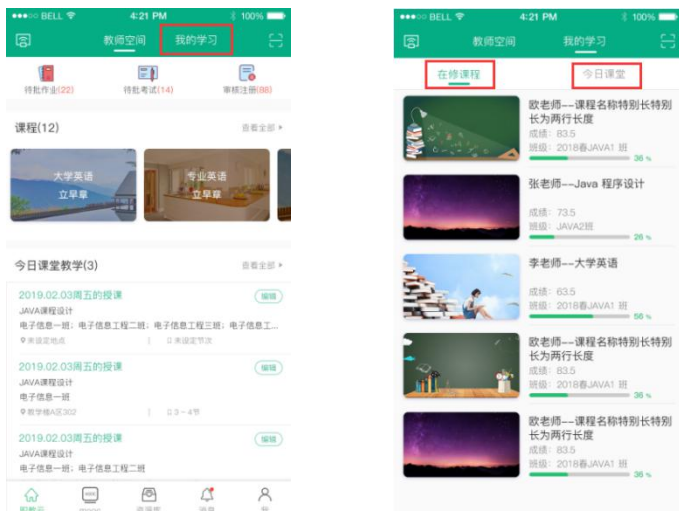 ●●●○○ BELL 4:21 PM 100%
教师空间 我的学习
待批作业(22) 待批考试(14) 审核注册(88)
课程(12) 查看全部
大学英语
立早章
专业英语
立早章
今日课堂教学(3) 查看全部
2019.02.03周五的授课 编辑
JAVA课程设计
电子信息一班；电子信息工程二班；电子信息工程三班；电子信息工...
未设定地点 | 未设定节次
2019.02.03周五的授课 编辑
JAVA课程设计
电子信息一班
教学楼A区302 | 3-4节
2019.02.03周五的授课 编辑
JAVA课程设计
电子信息一班；电子信息工程二班
●●●○○ BELL 4:21 PM 100%
教师空间 我的学习
在修课程 今日课堂
欧老师--课程名称特别长特别
长为两行长度
成绩：83.5
班级：2018春JAVA1 班
36 %
张老师--Java 程序设计
成绩：73.5
班级：JAVA2班
26 %
李老师--大学英语
成绩：63.5
班级：2018春JAVA1 班
56 %
欧老师--课程名称特别长特别
长为两行长度
成绩：83.5
班级：2018春JAVA1 班
36 %
欧老师--课程名称特别长特别
长为两行长度
成绩：83.5
班级：2018春JAVA1 班
36 %